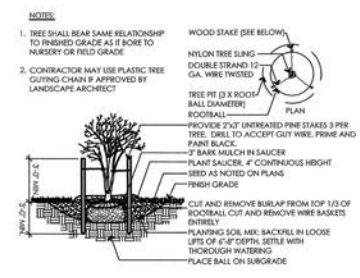 NOTES:
1. TREE SHALL BEAR SAME RELATIONSHIP
TO FINISHED GRADE AS IT BORE TO
NURSERY OR FIELD GRADE
2. CONTRACTOR MAY USE PLASTIC TREE
GUYING CHAIN IF APPROVED BY
LANDSCAPE ARCHITECT
WOOD STAKE (SEE BELOW)
NYLON TREE SLING
DOUBLE STRAND 12
GA. WIRE TWISTED
TREE PIT (3 X ROOT-
BALL DIAMETER)
ROOTBALL
PLAN
PROVIDE 2"x3" UNTREATED PINE STAKES 3 PER
TREE. DRILL TO ACCEPT GUY WIRE. PRIME AND
PAINT BLACK.
3" BARK MULCH IN SAUCER
PLANT SAUCER, 4" CONTINUOUS HEIGHT
SEED AS NOTED ON PLANS
FINISH GRADE
CUT AND REMOVE BURLAP FROM TOP 1/3 OF
ROOTBALL CUT AND REMOVE WIRE BASKETS
ENTIRELY
PLANTING SOIL MIX; BACKFILL IN LOOSE
LIFTS OF 6"-8" DEPTH. SETTLE WITH
THOROUGH WATERING
PLACE BALL ON SUBGRADE
3'-0" MIN.
3'-0" MIN.